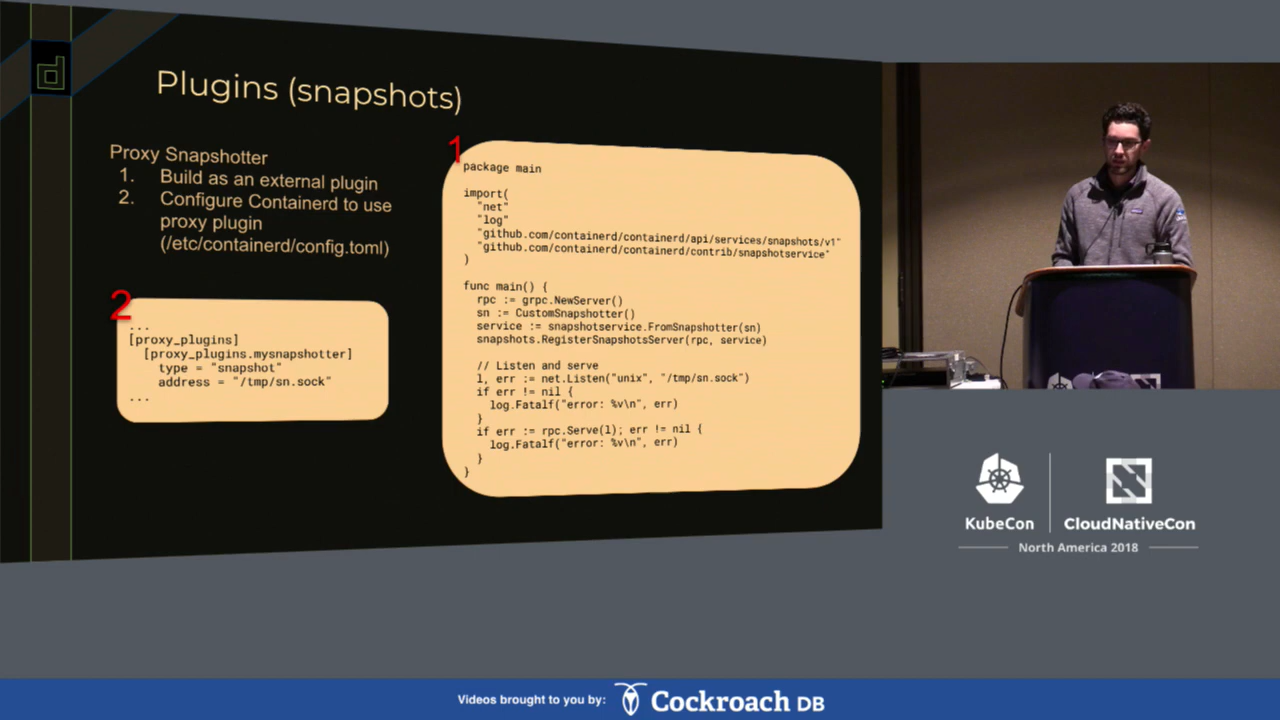 Plugins (snapshots)
Proxy Snapshotter
1. Build as an external plugin
2. Configure Containerd to use
proxy plugin
(/etc/containerd/config.toml)
2
...
[proxy_plugins]
[proxy_plugins.mysnapshotter]
type = "snapshot"
address = "/tmp/sn.sock"
...
1
package main
import(
"net"
"log"
"github.com/containerd/containerd/api/services/snapshots/v1"
"github.com/containerd/containerd/contrib/snapshotservice"
)
func main() {
rpc := grpc.NewServer()
sn := CustomSnapshotter()
service := snapshotservice.FromSnapshotter(sn)
snapshots.RegisterSnapshotsServer(rpc, service)
// Listen and serve
l, err := net.Listen("unix", "/tmp/sn.sock")
if err != nil {
log.Fatalf("error: %v\n", err)
}
if err := rpc.Serve(l); err != nil {
log.Fatalf("error: %v\n", err)
}
}
KubeCon
CloudNativeCon
North America 2018
Videos brought to you by:
Cockroach DB